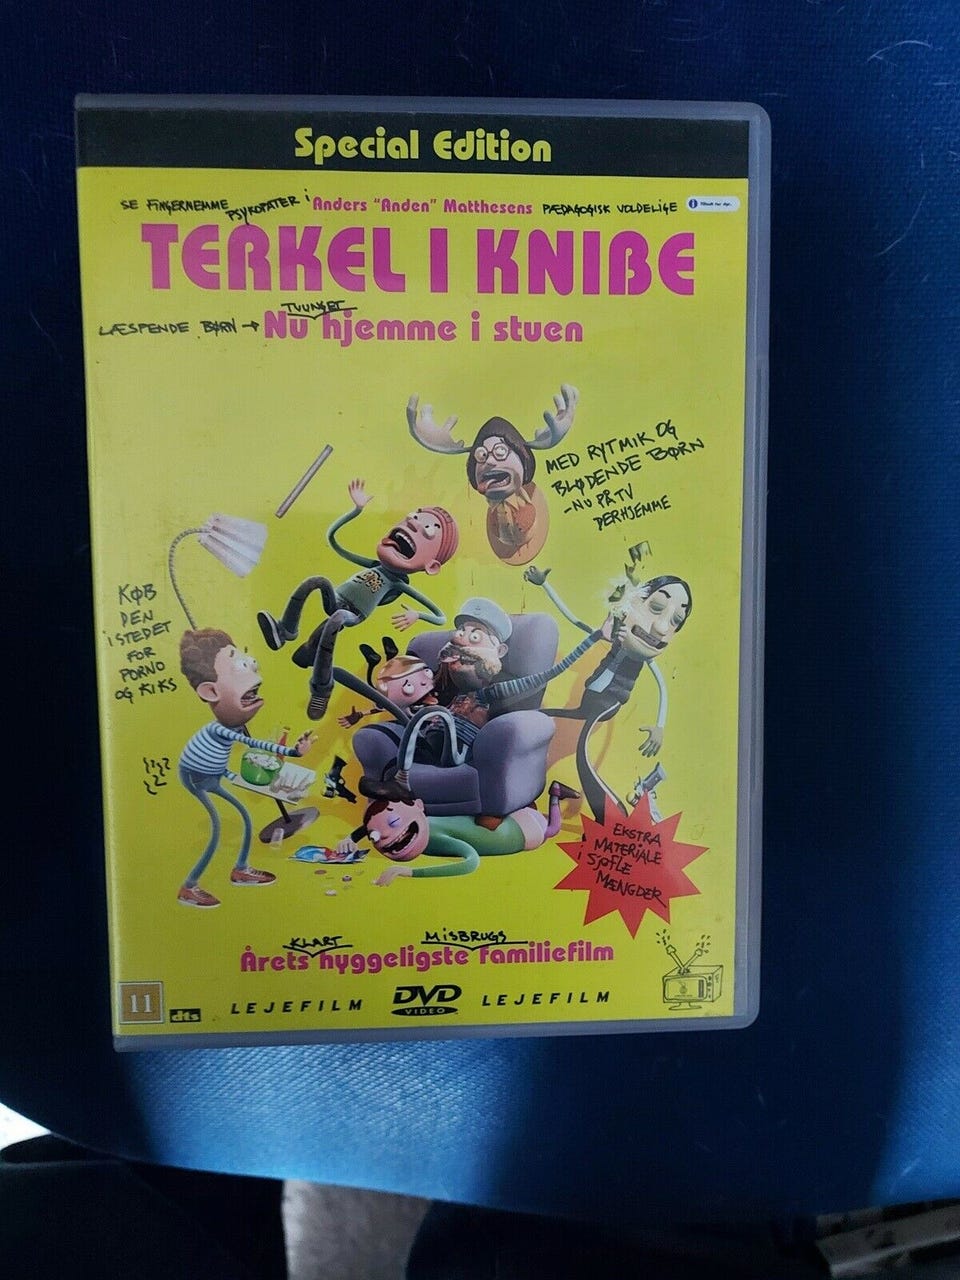 Special Edition
SE FINGERNEMME PSYKOPATER i Anders "Anden" Matthesens PÆDAGOGISK VOLDELIGE
TERKEL I KNIBE
TVUNGET
LÆSPENDE BØRN → Nu hjemme i stuen
MED RYTMIK OG
BLØDENDE BØRN
-NU PÅ TV
DERHJEMME
KØB
DEN
iSTEDET
FOR
PORNO
OG KIKS
EKSTRA
MATERIALE
i SJOFLE
MÆNGDER
KLART MISBRUGS
Årets hyggeligste familiefilm
11 dts LEJEFILM DVD VIDEO LEJEFILM